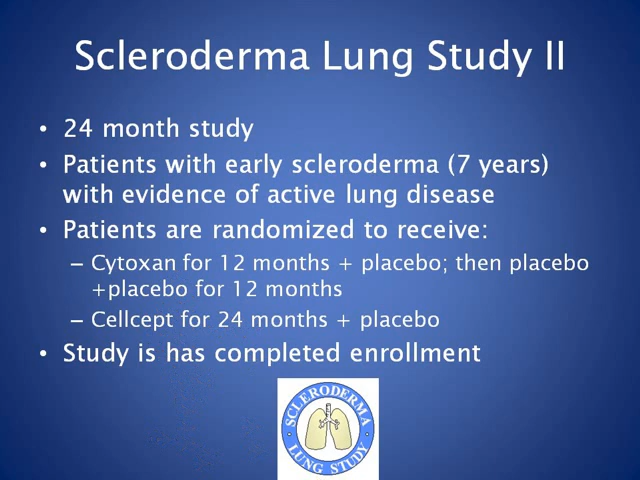 Scleroderma Lung Study II
• 24 month study
• Patients with early scleroderma (7 years)
with evidence of active lung disease
• Patients are randomized to receive:
– Cytoxan for 12 months + placebo; then placebo
+placebo for 12 months
– Cellcept for 24 months + placebo
• Study is has completed enrollment
SCLERODERMA
LUNG STUDY